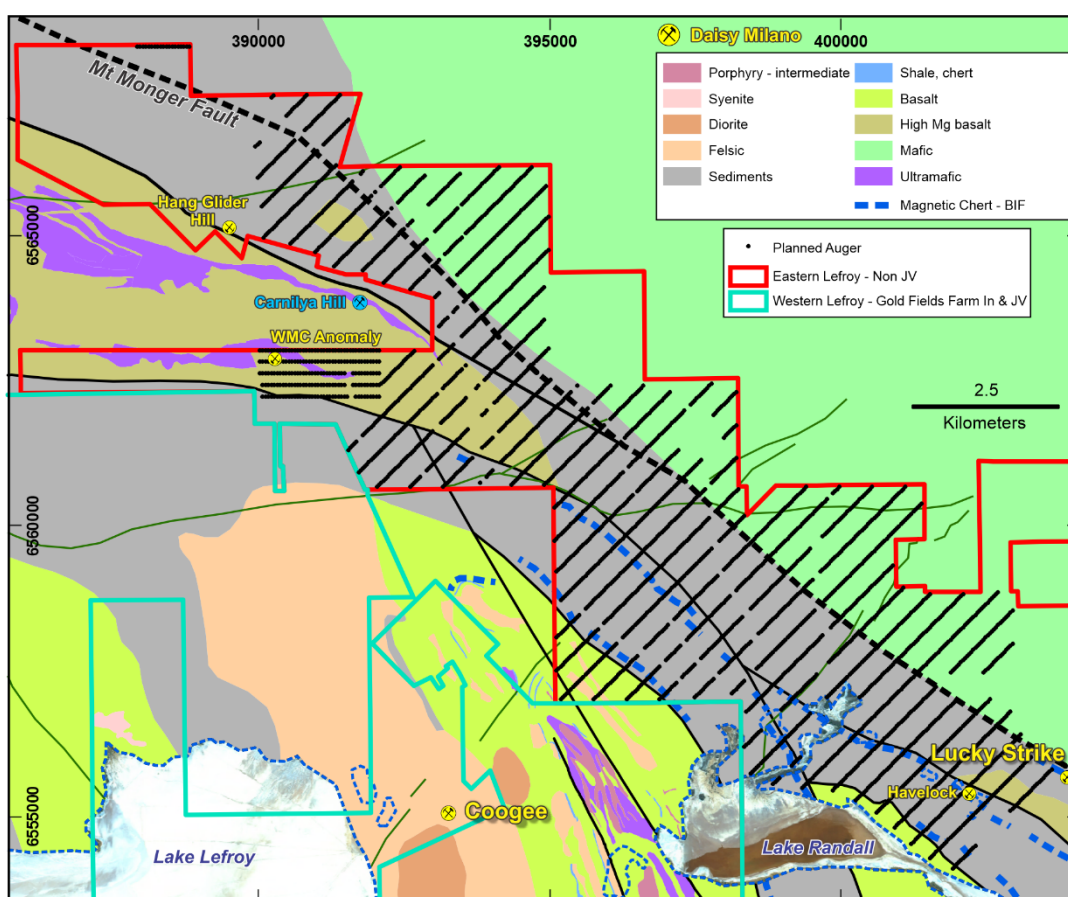 390000
395000
400000
Daisy Milano
Porphyry - intermediate
Syenite
Diorite
Felsic
Sediments
Shale, chert
Basalt
High Mg basalt
Mafic
Ultramafic
Magnetic Chert - BIF
Planned Auger
Eastern Lefroy - Non JV
Western Lefroy - Gold Fields Farm In & JV
Mt Monger Fault
Hang Glider
Hill
6565000
Carnilya Hill
WMC Anomaly
2.5
Kilometers
6560000
Lucky Strike
Havelock
6555000
Coogee
Lake Lefroy
Lake Randall